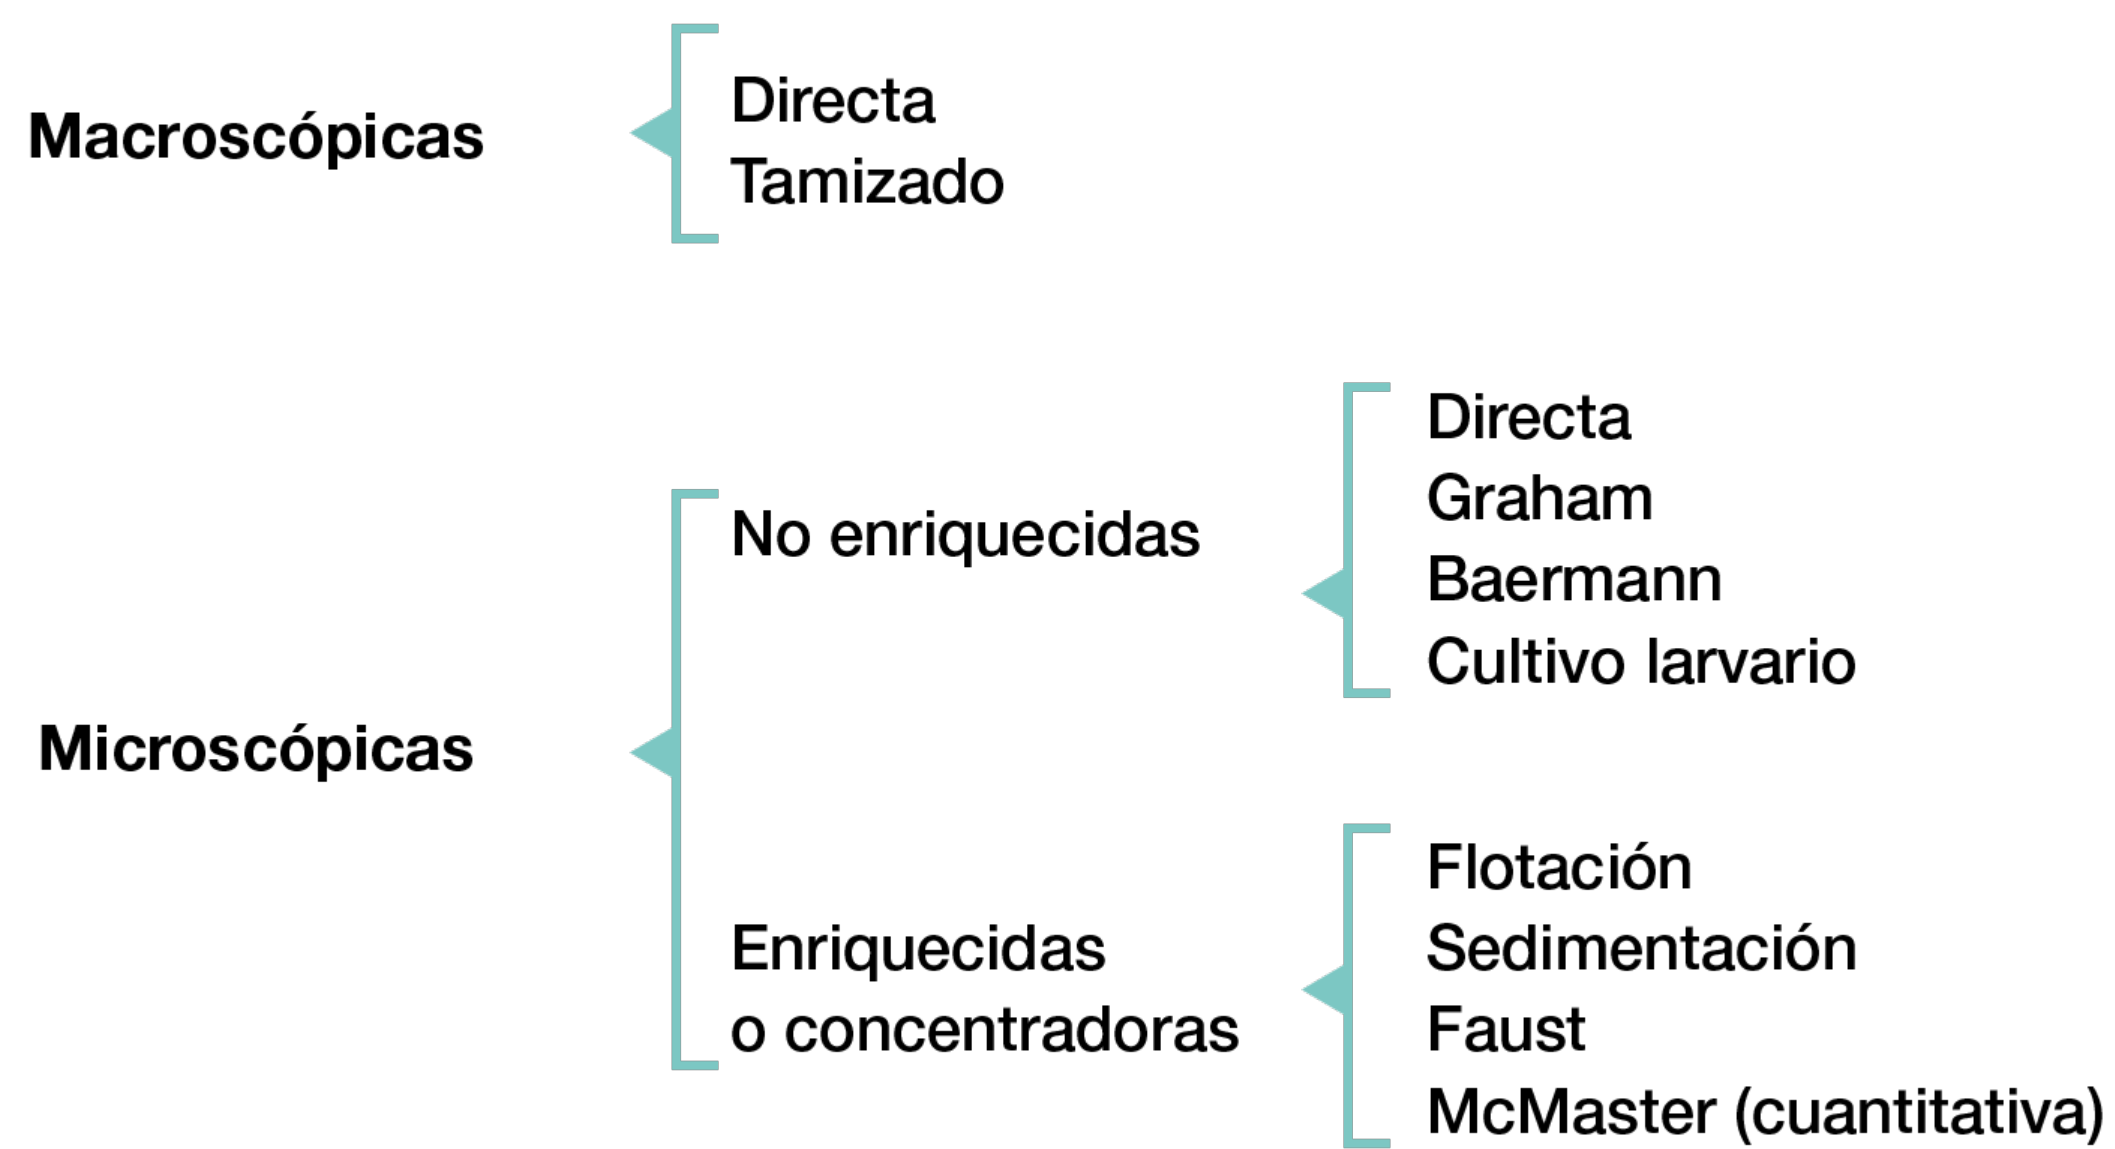 Macroscópicas
Directa
Tamizado
Microscópicas
No enriquecidas
Directa
Graham
Baermann
Cultivo larvario
Enriquecidas
o concentradoras
Flotación
Sedimentación
Faust
McMaster (cuantitativa)